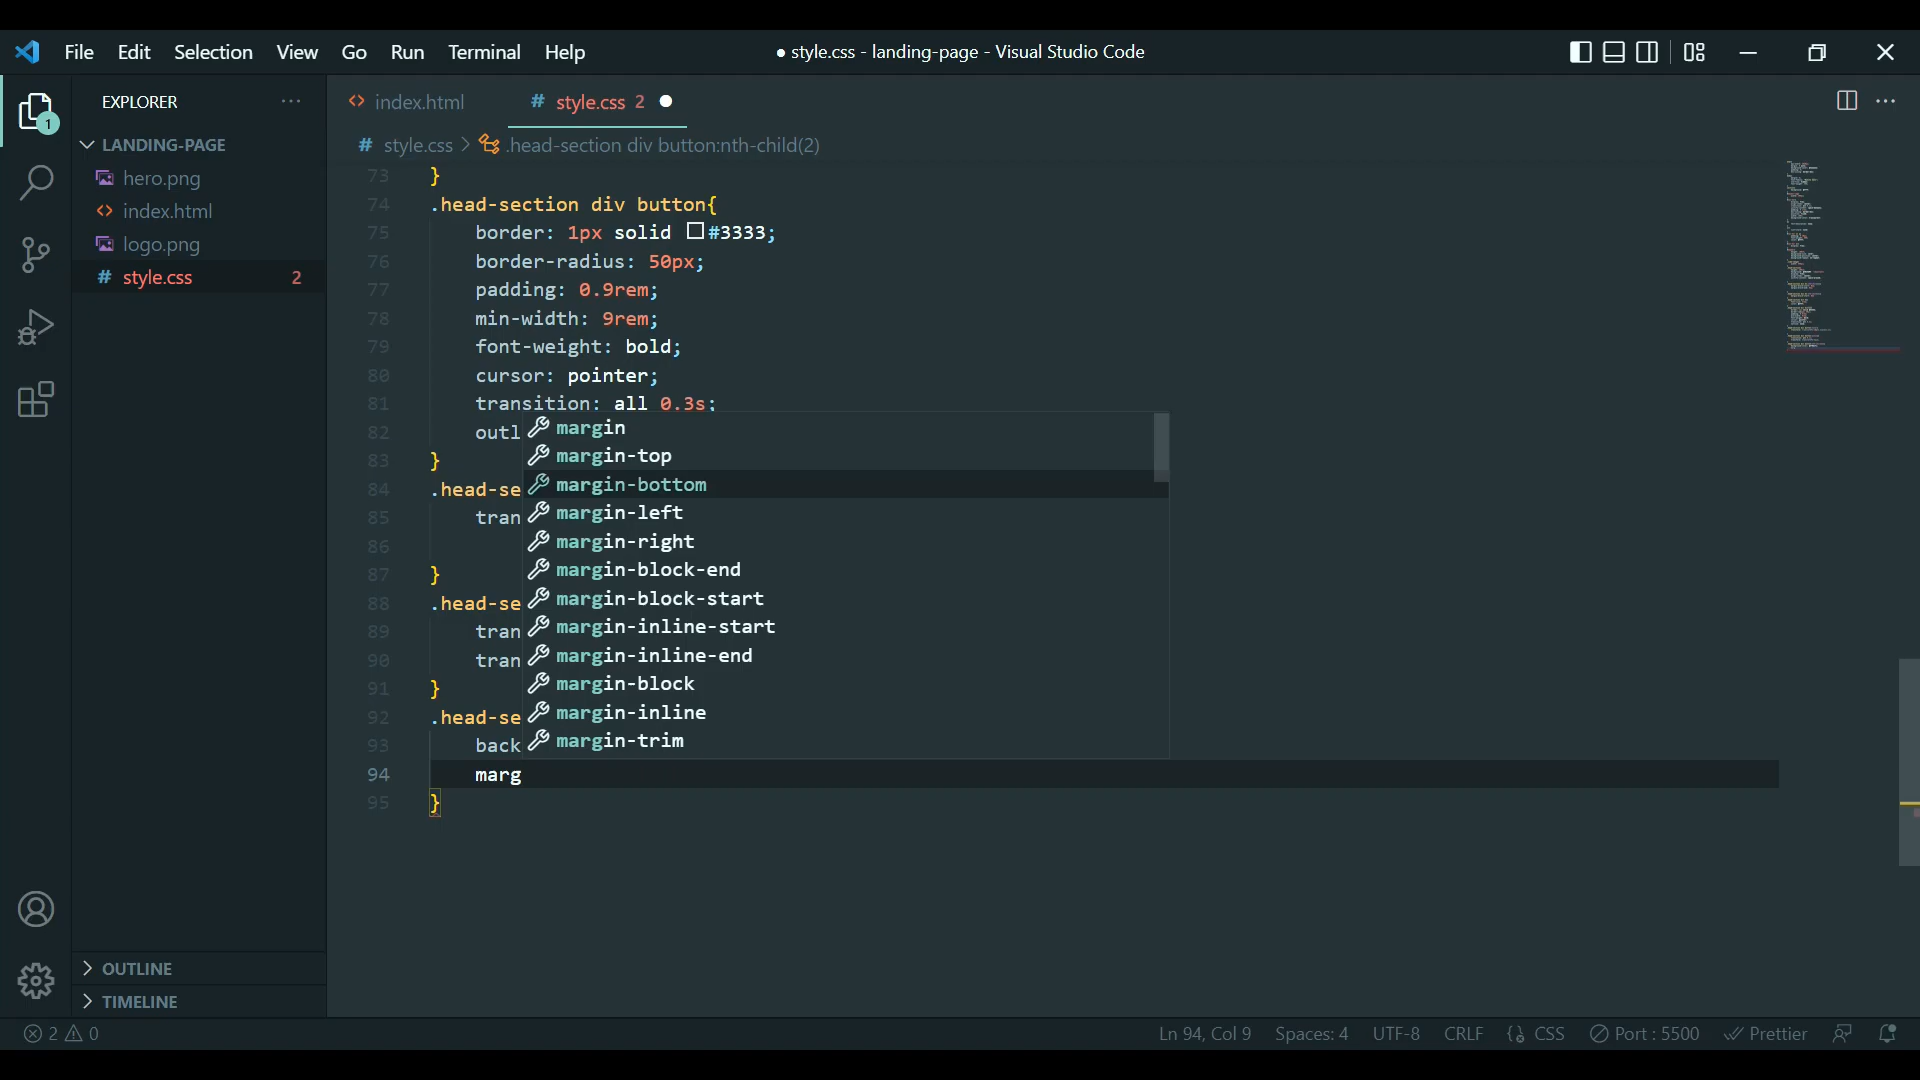 File Edit Selection View Go Run Terminal Help
● style.css - landing-page - Visual Studio Code
EXPLORER
index.html
# style.css 2
LANDING-PAGE
# style.css > .head-section div button:nth-child(2)
hero.png
index.html
logo.png
# style.css 2
1
73 }
74 .head-section div button{
75 border: 1px solid #3333;
76 border-radius: 50px;
77 padding: 0.9rem;
78 min-width: 9rem;
79 font-weight: bold;
80 cursor: pointer;
81 transition: all 0.3s;
82 outl
83 }
84 .head-se
85 tran
86
87 }
88 .head-se
89 tran
90 tran
91 }
92 .head-se
93 back
94 marg
95 }
margin
margin-top
margin-bottom
margin-left
margin-right
margin-block-end
margin-block-start
margin-inline-start
margin-inline-end
margin-block
margin-inline
margin-trim
OUTLINE
TIMELINE
2 0
Ln 94, Col 9 Spaces: 4 UTF-8 CRLF CSS Port : 5500 Prettier